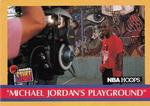 NBA HOOPS
"MICHAEL JORDAN'S PLAYGROUND"